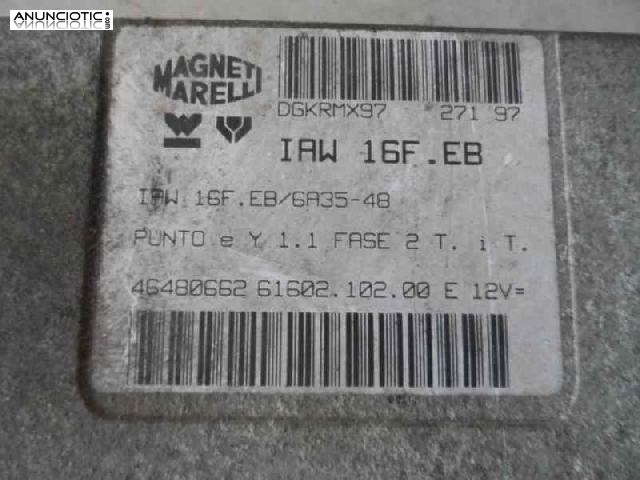 ANUNCIOTIC.es
MAGNETI
MARELLI
DGKRMX97 271 97
IAW 16F.EB
IAW 16F.EB/6A35-48
PUNTO e Y 1.1 FASE 2 T. i T.
46480662 61602.102.00 E 12V=